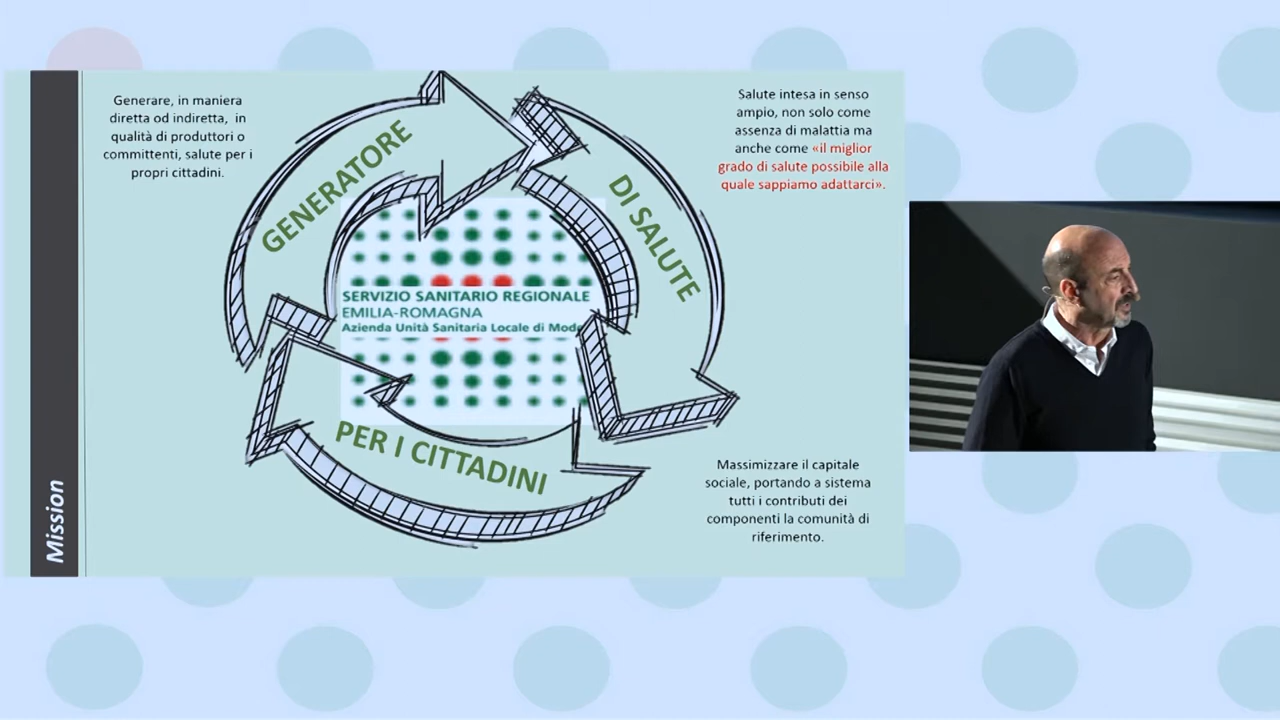 Generare, in maniera
diretta od indiretta, in
qualità di produttori o
committenti, salute per i
propri cittadini.
GENERATORE
DI SALUTE
PER I CITTADINI
Salute intesa in senso
ampio, non solo come
assenza di malattia ma
anche come «il miglior
grado di salute possibile alla
quale sappiamo adattarci».
SERVIZIO SANITARIO REGIONALE
EMILIA-ROMAGNA
Azienda Unità Sanitaria Locale di Mod
Massimizzare il capitale
sociale, portando a sistema
tutti i contributi dei
componenti la comunità di
riferimento.
Mission